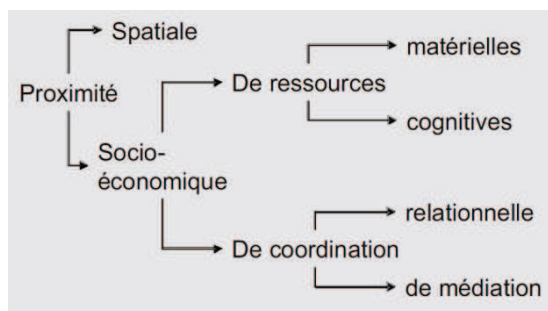 Spatiale
matérielles
De ressources
Proximité
cognitives
Socio-
économique
relationnelle
De coordination
de médiation